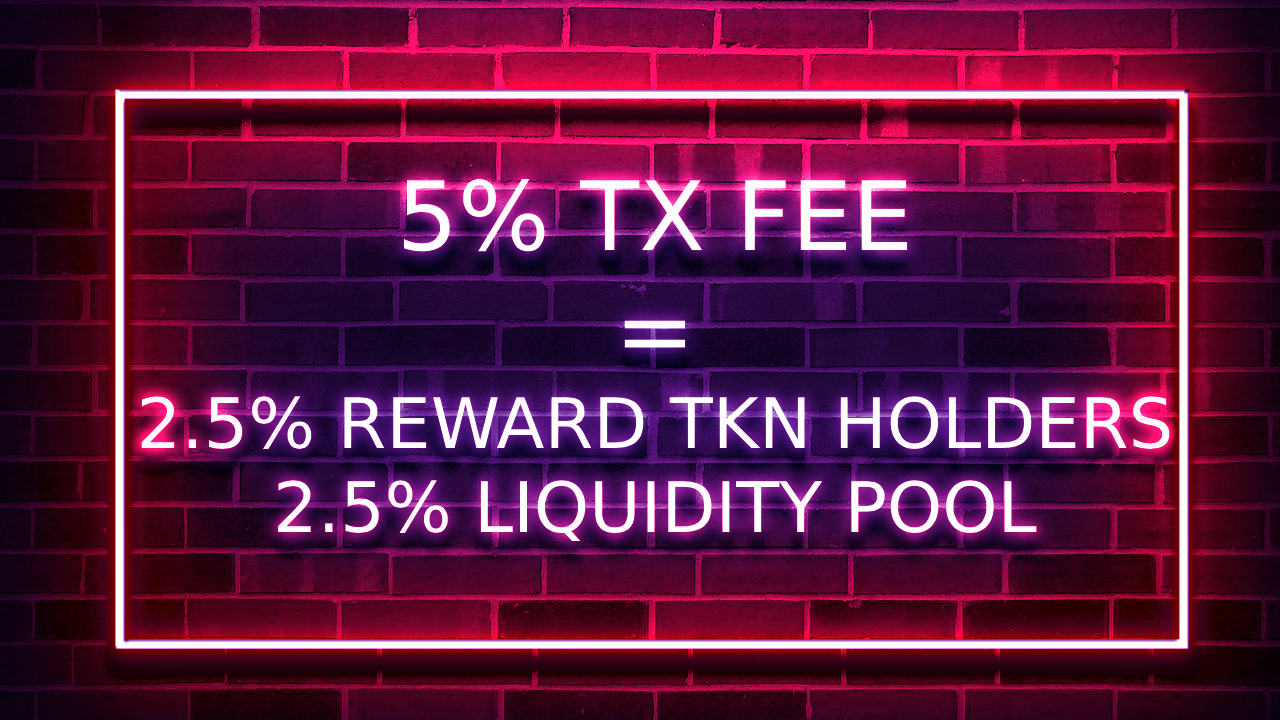 5% TX FEE
=
2.5% REWARD TKN HOLDERS
2.5% LIQUIDITY POOL